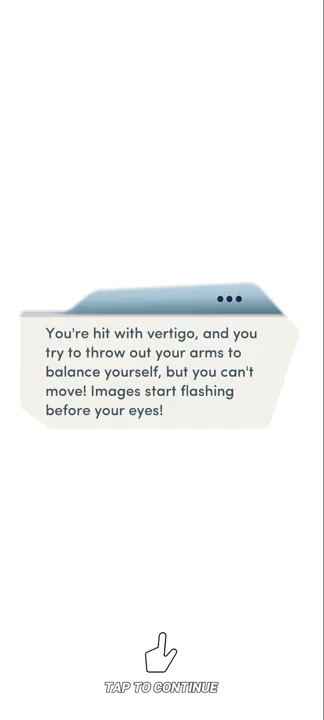 You're hit with vertigo, and you
try to throw out your arms to
balance yourself, but you can't
move! Images start flashing
before your eyes!
TAP TO CONTINUE